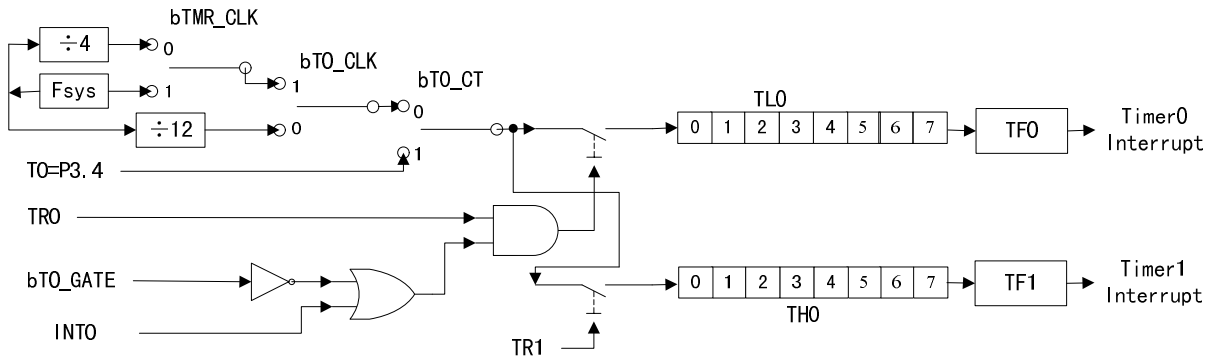 bTMR_CLK
÷4
0
bT0_CLK
bT0_CT
Fsys
1
1
0
TL0
÷12
0
0 1 2 3 4 5 6 7
TF0
Timer0
Interrupt
T0=P3.4
1
TR0
bT0_GATE
0 1 2 3 4 5 6 7
TF1
Timer1
Interrupt
TH0
INT0
TR1